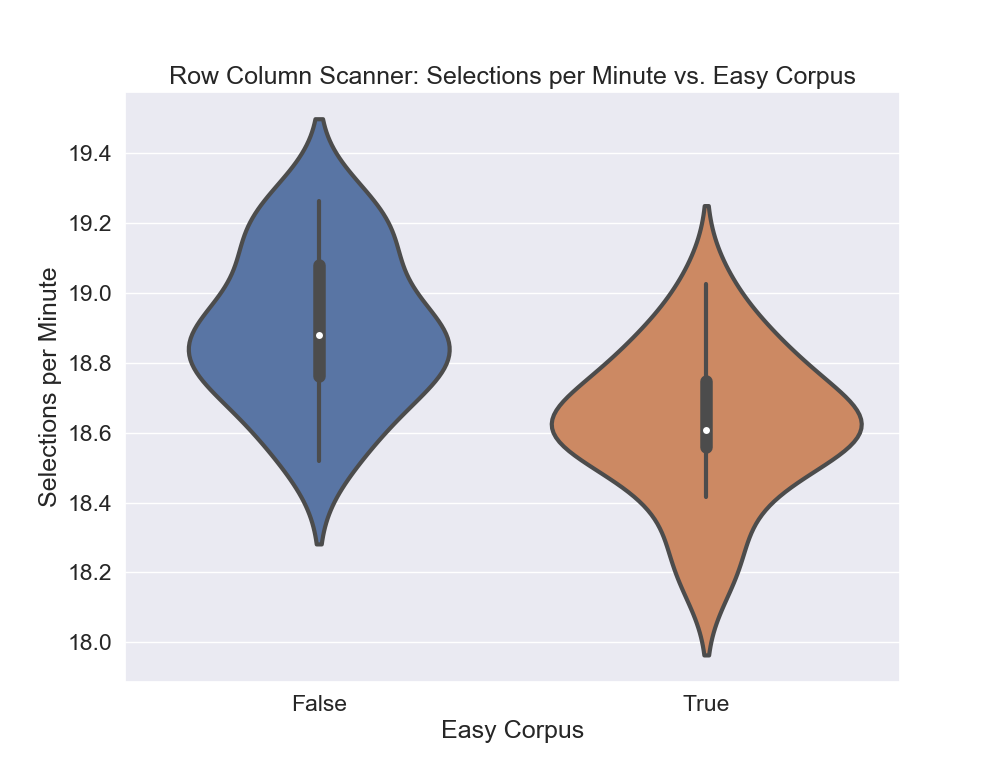 Row Column Scanner: Selections per Minute vs. Easy Corpus
19.4
19.2
19.0
18.8
18.6
18.4
18.2
18.0
Selections per Minute
False
True
Easy Corpus